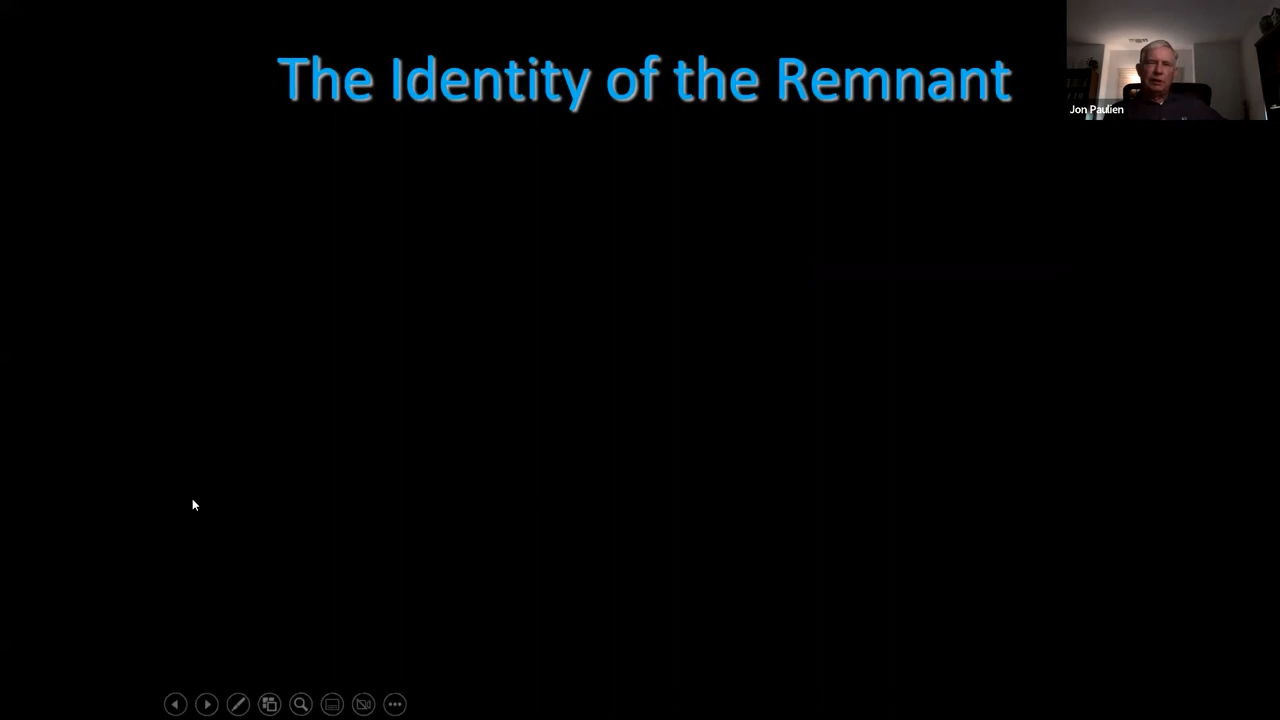 The Identity of the Remnant
Jon Paulien